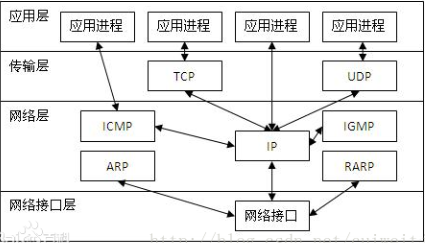 应用层
应用进程 应用进程 应用进程 应用进程
传输层
TCP UDP
网络层
ICMP IP IGMP
ARP RARP
网络接口层
网络接口